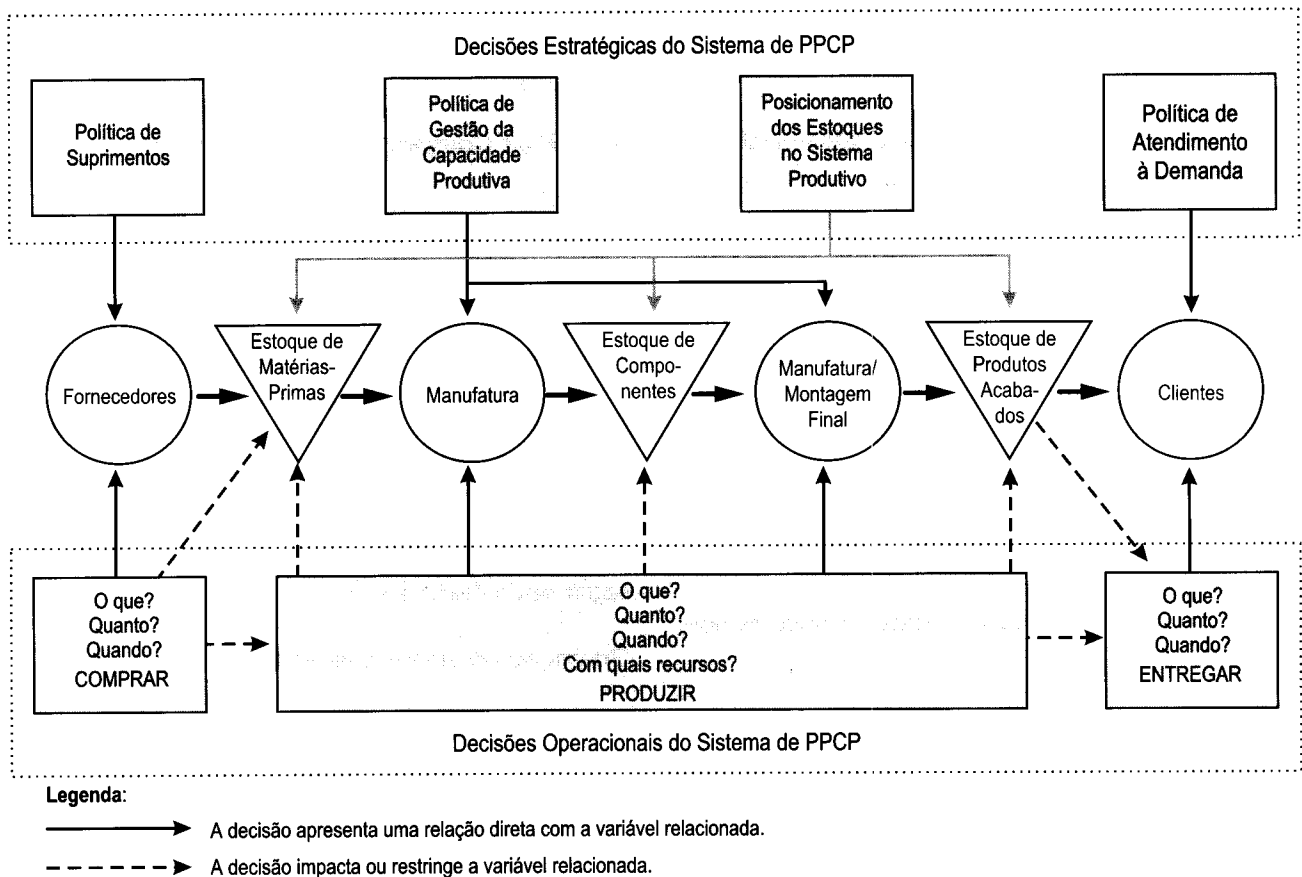 Decisões Estratégicas do Sistema de PPCP
Política de
Suprimentos
Política de
Gestão da
Capacidade
Produtiva
Posicionamento
dos Estoques
no Sistema
Produtivo
Política de
Atendimento
à Demanda
Fornecedores
Estoque de
Matérias-
Primas
Manufatura
Estoque de
Compo-
nentes
Manufatura/
Montagem
Final
Estoque de
Produtos
Acaba-
dos
Clientes
O que?
Quanto?
Quando?
COMPRAR
O que?
Quanto?
Quando?
Com quais recursos?
PRODUZIR
O que?
Quanto?
Quando?
ENTREGAR
Decisões Operacionais do Sistema de PPCP
Legenda:
A decisão apresenta uma relação direta com a variável relacionada.
A decisão impacta ou restringe a variável relacionada.